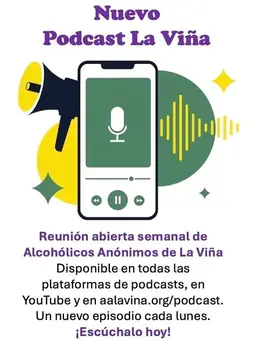 Nuevo
Podcast La Viña
Reunión abierta semanal de
Alcohólicos Anónimos de La Viña
Disponible en todas las
plataformas de podcasts, en
YouTube y en aalavina.org/podcast.
Un nuevo episodio cada lunes.
¡Escúchalo hoy!